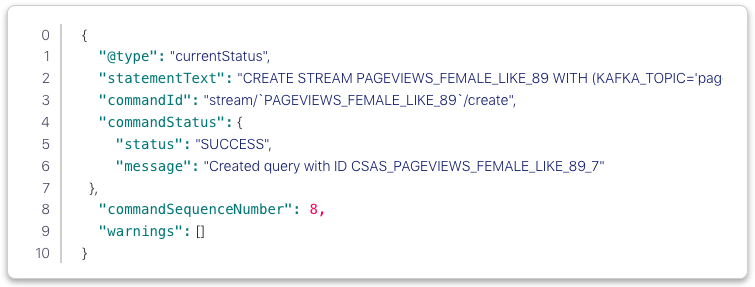 0 {
1 "@type": "currentStatus",
2 "statementText": "CREATE STREAM PAGEVIEWS_FEMALE_LIKE_89 WITH (KAFKA_TOPIC='pag
3 "commandId": "stream/`PAGEVIEWS_FEMALE_LIKE_89`/create",
4 "commandStatus": {
5 "status": "SUCCESS",
6 "message": "Created query with ID CSAS_PAGEVIEWS_FEMALE_LIKE_89_7"
7 },
8 "commandSequenceNumber": 8,
9 "warnings": []
10 }